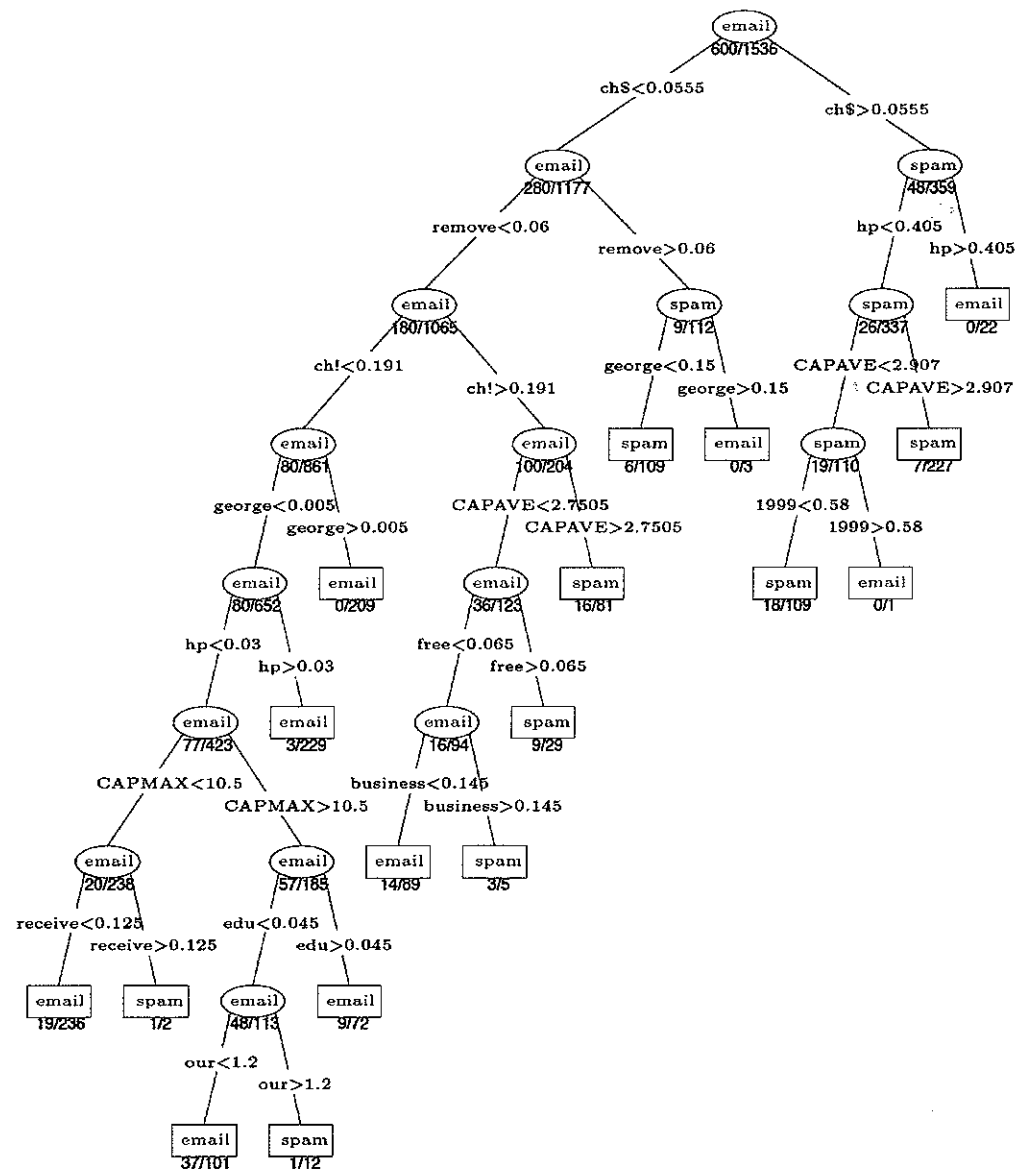 email
600/1536
ch$<0.0555
ch$>0.0555
email
280/1177
spam
48/359
remove<0.06
remove>0.06
hp<0.405
hp>0.405
email
180/1065
spam
9/112
spam
26/337
email
0/22
ch!<0.191
ch!>0.191
george<0.15
george>0.15
CAPAVE<2.907
CAPAVE>2.907
email
80/861
email
100/204
spam
6/109
email
0/3
spam
19/110
spam
7/227
george<0.005
george>0.005
CAPAVE<2.7505
CAPAVE>2.7505
1999<0.58
1999>0.58
email
80/652
email
0/209
email
36/123
spam
16/81
spam
18/109
email
0/1
hp<0.03
hp>0.03
free<0.065
free>0.065
email
77/423
email
3/229
email
16/94
spam
9/29
CAPMAX<10.5
CAPMAX>10.5
business<0.145
business>0.145
email
20/238
email
57/185
email
14/89
spam
3/5
receive<0.125
receive>0.125
edu<0.045
edu>0.045
email
19/236
spam
1/2
email
48/113
email
9/72
our<1.2
our>1.2
email
37/101
spam
1/12